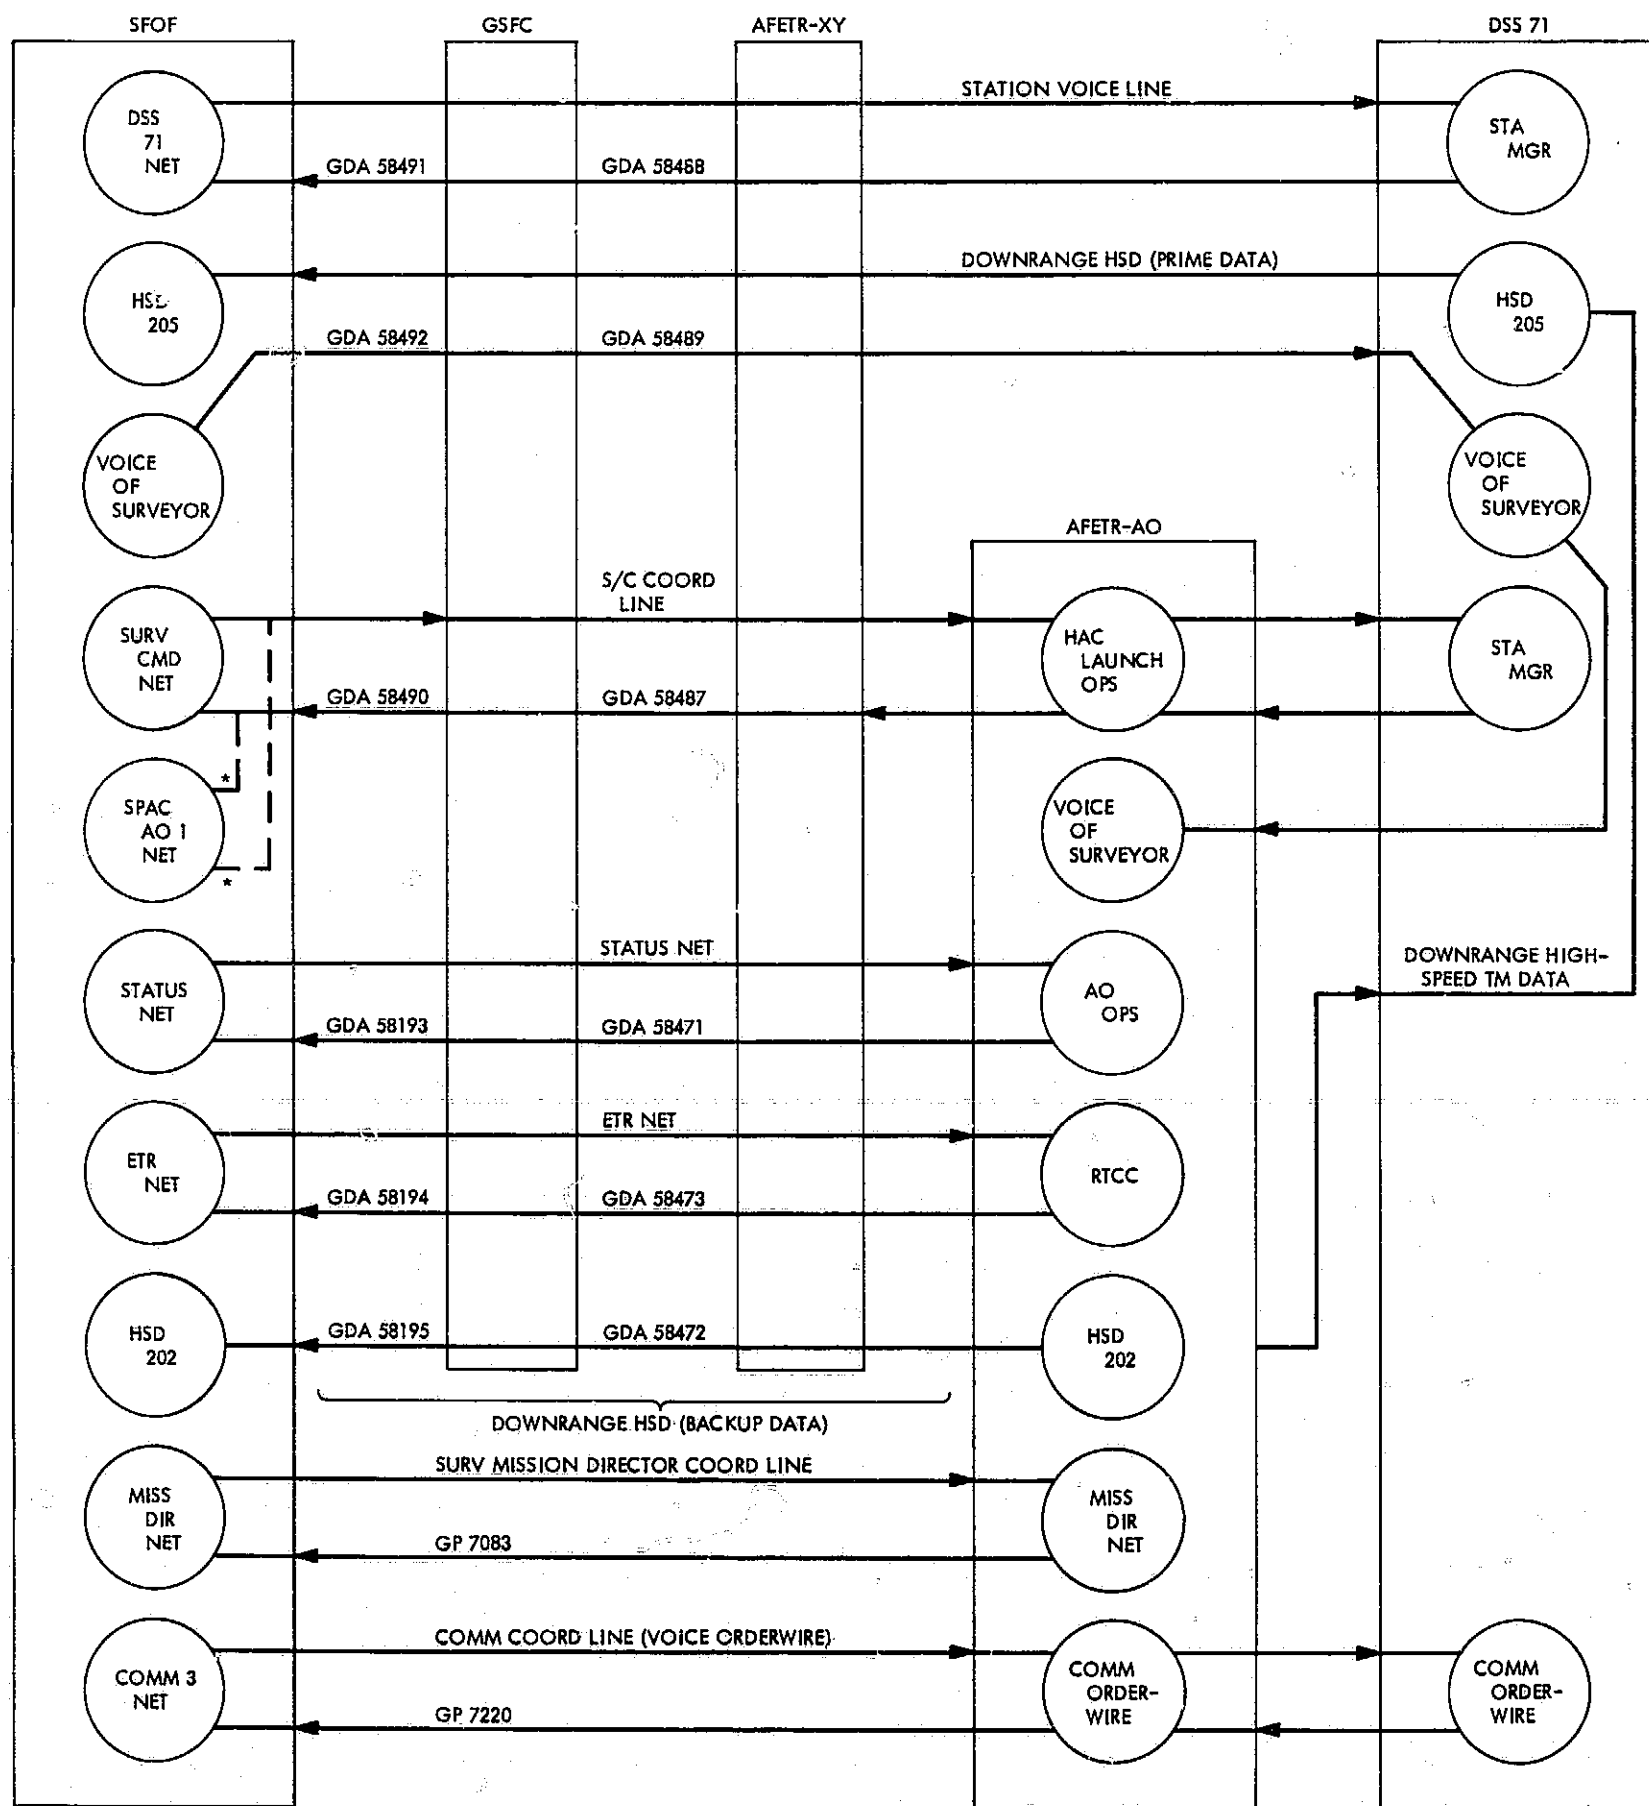 SFOF
GSFC
AFETR-XY
DSS 71
STATION VOICE LINE
DSS
71
NET
STA
MGR
GDA 58491
GDA 58488
DOWNRANGE HSD (PRIME DATA)
HSD
205
HSD
205
GDA 58492
GDA 58489
VOICE
OF
SURVEYOR
VOICE
OF
SURVEYOR
AFETR-AO
S/C COORD
LINE
SURV
CMD
NET
HAC
LAUNCH
OPS
STA
MGR
GDA 58490
GDA 58487
*
SPAC
AO 1
NET
*
VOICE
OF
SURVEYOR
STATUS NET
DOWNRANGE HIGH-
SPEED TM DATA
STATUS
NET
AO
OPS
GDA 58193
GDA 58471
ETR NET
ETR
NET
RTCC
GDA 58194
GDA 58473
HSD
202
GDA 58195
GDA 58472
HSD
202
DOWNRANGE HSD (BACKUP DATA)
SURV MISSION DIRECTOR COORD LINE
MISS
DIR
NET
MISS
DIR
NET
GP 7083
COMM COORD LINE (VOICE ORDERWIRE)
COMM 3
NET
COMM
ORDER-
WIRE
COMM
ORDER-
WIRE
GP 7220